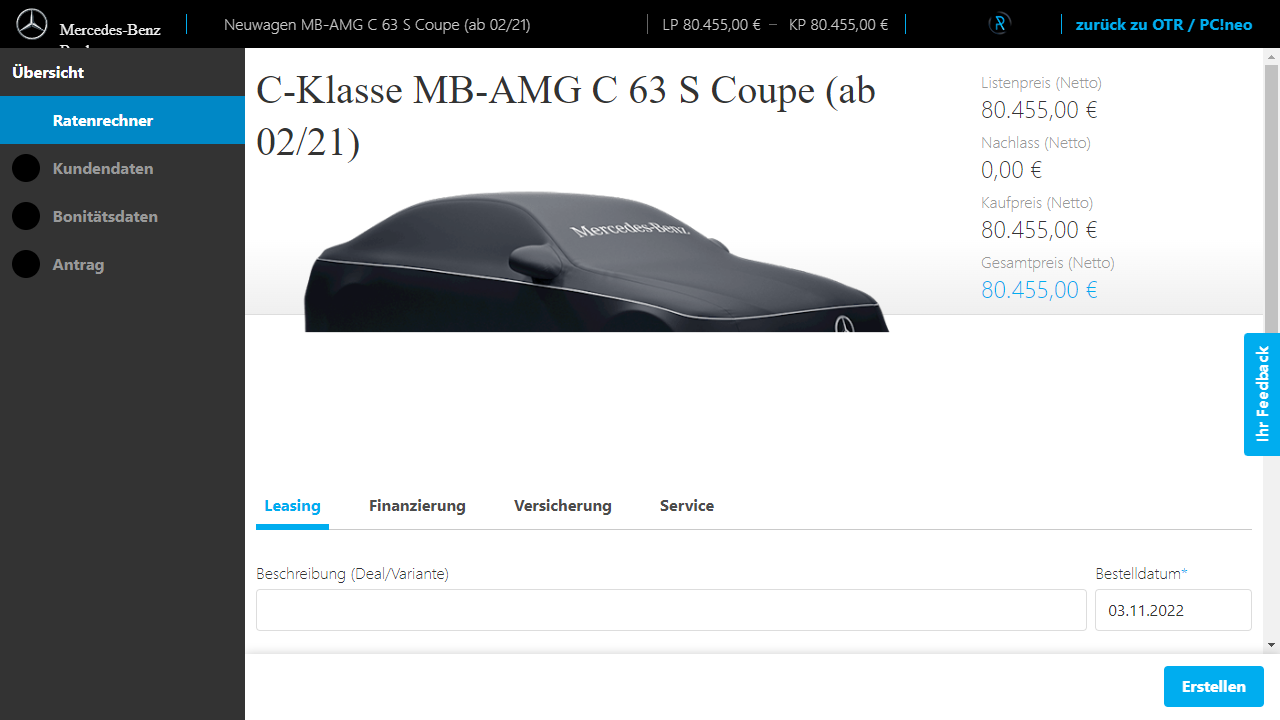 Mercedes-Benz
Neuwagen MB-AMG C 63 S Coupe (ab 02/21)
LP 80.455,00 € – KP 80.455,00 €
zurück zu OTR / PC!neo
Übersicht
Ratenrechner
Kundendaten
Bonitätsdaten
Antrag
C-Klasse MB-AMG C 63 S Coupe (ab
02/21)
Mercedes-Benz.
Listenpreis (Netto)
80.455,00 €
Nachlass (Netto)
0,00 €
Kaufpreis (Netto)
80.455,00 €
Gesamtpreis (Netto)
80.455,00 €
Ihr Feedback
Leasing Finanzierung Versicherung Service
Beschreibung (Deal/Variante)
Bestelldatum*
03.11.2022
Erstellen